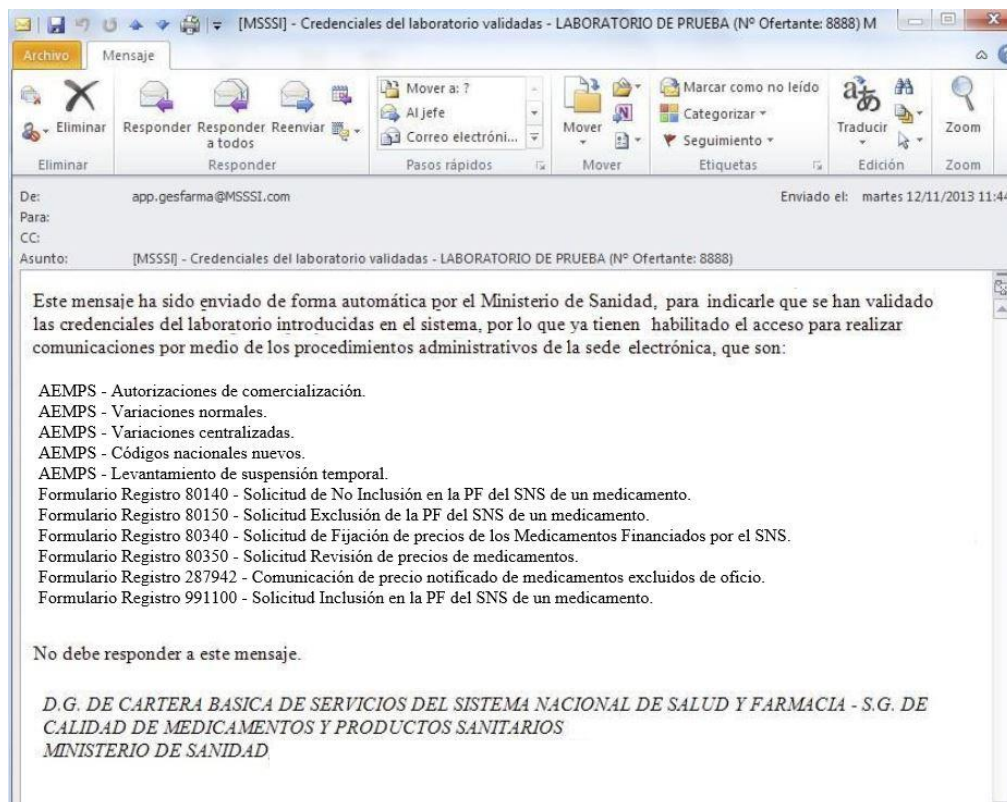 [MSSSI] - Credenciales del laboratorio validadas - LABORATORIO DE PRUEBA (Nº Ofertante: 8888) M
Archivo Mensaje
Eliminar
Responder Responder a todos Reenviar
Mover a: ?
Al jefe
Correo electróni...
Mover
Marcar como no leído
Categorizar
Seguimiento
Traducir
Zoom
Eliminar Responder Pasos rápidos Mover Etiquetas Edición Zoom
De: app.gesfarma@MSSSI.com Enviado el: martes 12/11/2013 11:44
Para:
CC:
Asunto: [MSSSI] - Credenciales del laboratorio validadas - LABORATORIO DE PRUEBA (Nº Ofertante: 8888)
Este mensaje ha sido enviado de forma automática por el Ministerio de Sanidad, para indicarle que se han validado
las credenciales del laboratorio introducidas en el sistema, por lo que ya tienen habilitado el acceso para realizar
comunicaciones por medio de los procedimientos administrativos de la sede electrónica, que son:
AEMPS - Autorizaciones de comercialización.
AEMPS - Variaciones normales.
AEMPS - Variaciones centralizadas.
AEMPS - Códigos nacionales nuevos.
AEMPS - Levantamiento de suspensión temporal.
Formulario Registro 80140 - Solicitud de No Inclusión en la PF del SNS de un medicamento.
Formulario Registro 80150 - Solicitud Exclusión de la PF del SNS de un medicamento.
Formulario Registro 80340 - Solicitud de Fijación de precios de los Medicamentos Financiados por el SNS.
Formulario Registro 80350 - Solicitud Revisión de precios de medicamentos.
Formulario Registro 287942 - Comunicación de precio notificado de medicamentos excluidos de oficio.
Formulario Registro 991100 - Solicitud Inclusión en la PF del SNS de un medicamento.
No debe responder a este mensaje.
D.G. DE CARTERA BASICA DE SERVICIOS DEL SISTEMA NACIONAL DE SALUD Y FARMACIA - S.G. DE
CALIDAD DE MEDICAMENTOS Y PRODUCTOS SANITARIOS
MINISTERIO DE SANIDAD